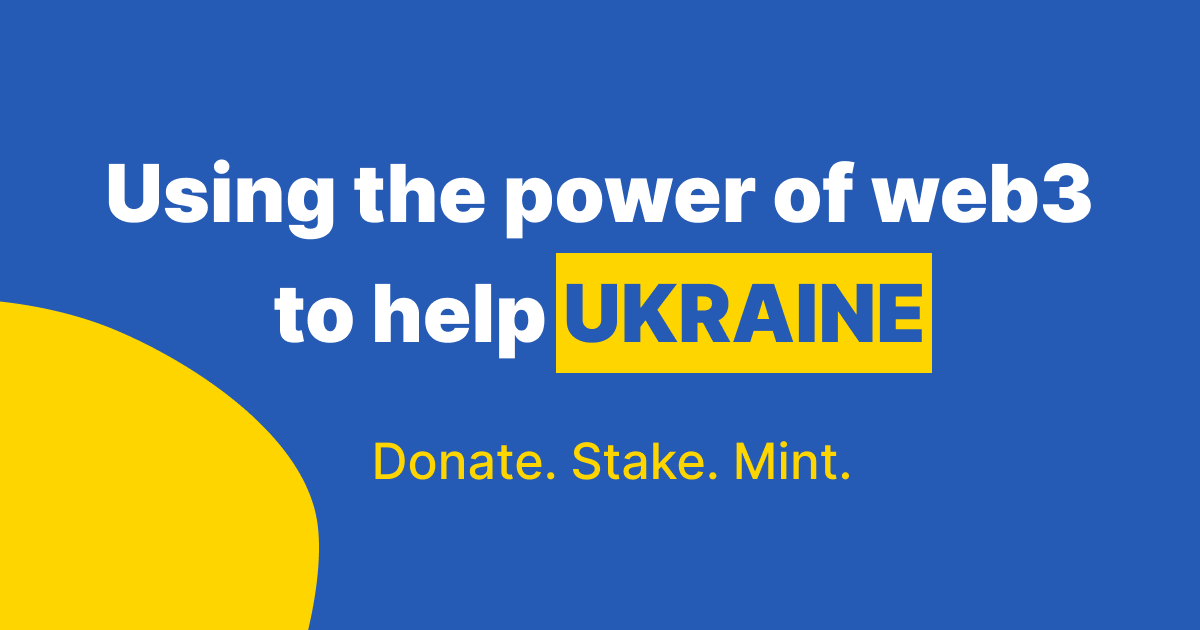 Using the power of web3
to help UKRAINE
Donate. Stake. Mint.